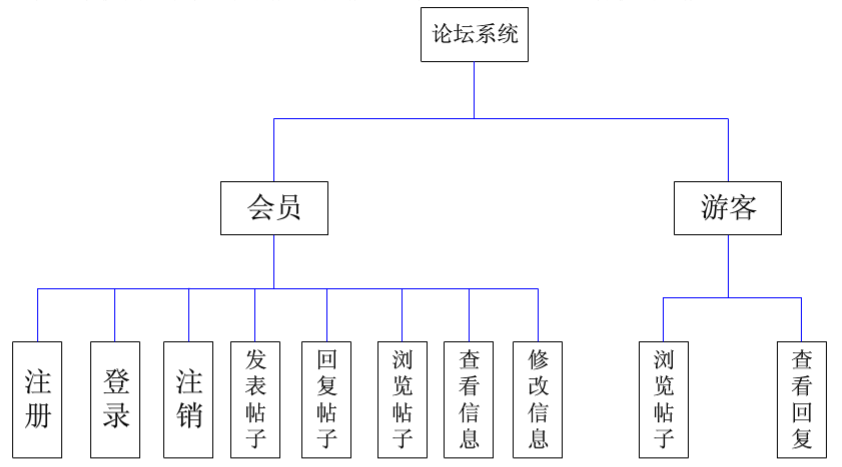 论坛系统
会员
游客
注册
登录
注销
发表帖子
回复帖子
浏览帖子
查看信息
修改信息
浏览帖子
查看回复